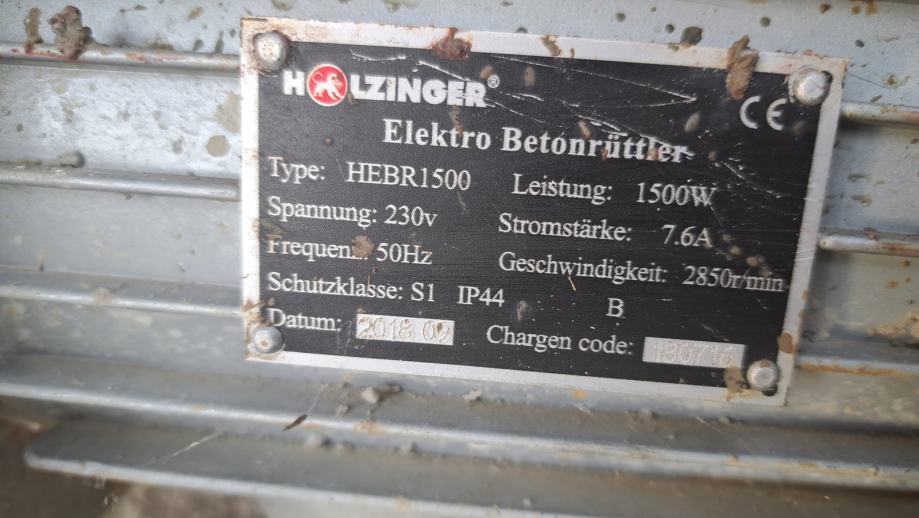 HOLZINGER®
CE
Elektro Betonrüttler
Type: HEBR1500 Leistung: 1500W
Spannung: 230v Stromstärke: 7.6A
Frequenz: 50Hz Geschwindigkeit: 2850r/min
Schutzklasse: S1 IP44 B
Datum: 2018 09 Chargen code: